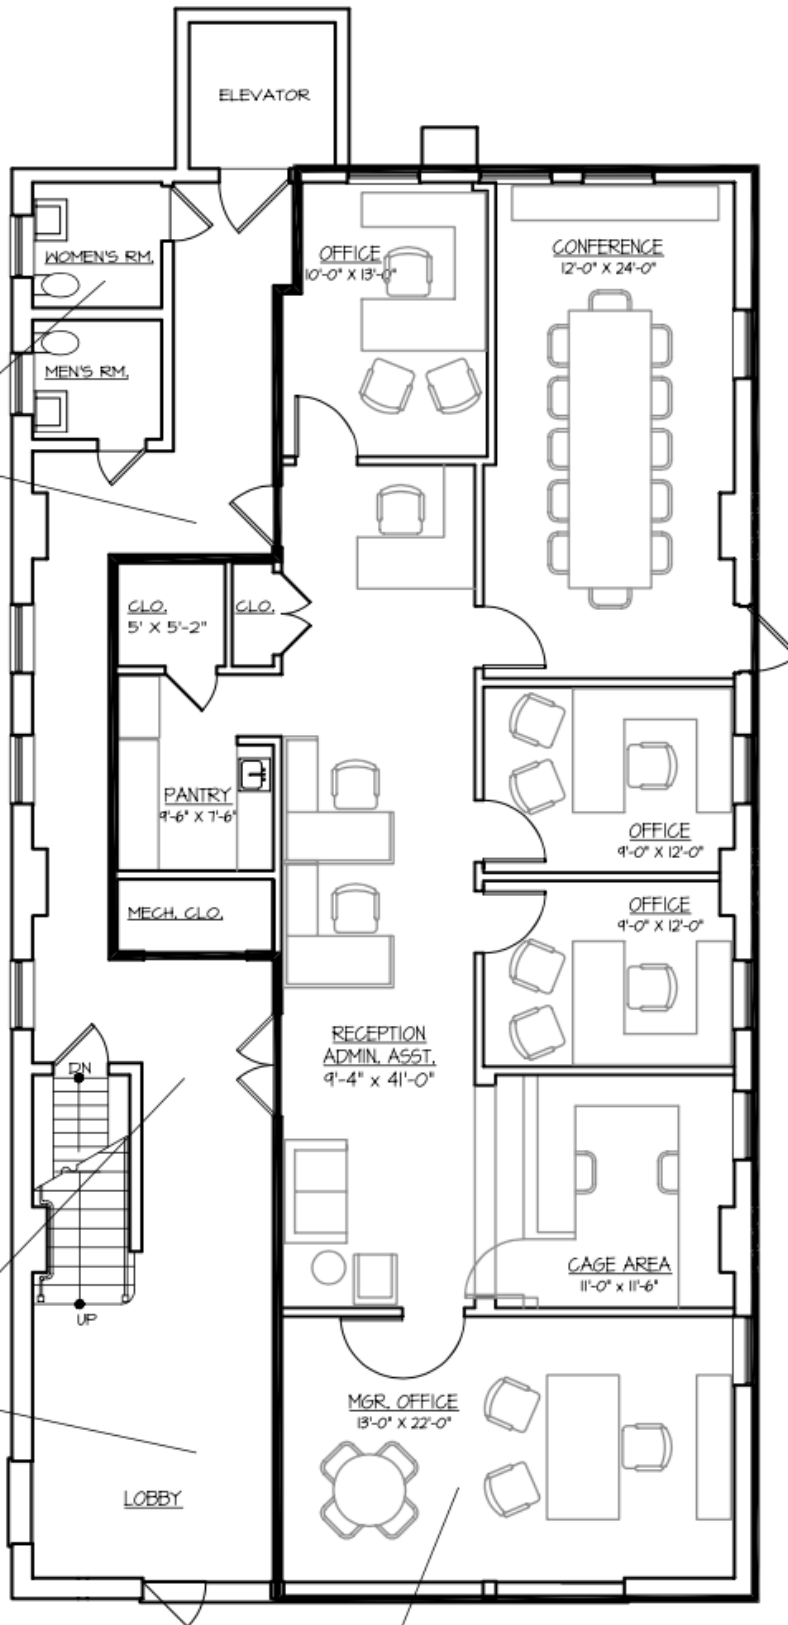 ELEVATOR
WOMEN'S RM.
OFFICE
10'-0" X 13'-0"
CONFERENCE
12'-0" X 24'-0"
MEN'S RM.
CLO.
5' X 5'-2"
CLO.
PANTRY
9'-6" X 7'-6"
OFFICE
9'-0" X 12'-0"
MECH. CLO.
OFFICE
9'-0" X 12'-0"
RECEPTION
ADMIN. ASST.
9'-4" x 41'-0"
DN
CAGE AREA
11'-0" x 11'-6"
UP
MGR. OFFICE
13'-0" X 22'-0"
LOBBY